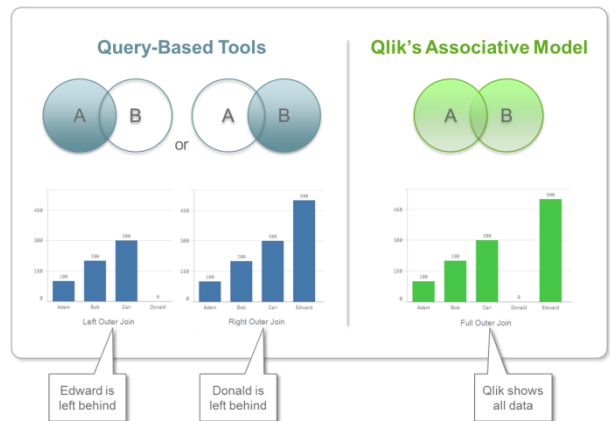 Query-Based Tools
Qlik's Associative Model
A
B
or
A
B
A
B
450
300
150
0
100
200
300
0
Adam
Bob
Carl
Donald
Left Outer Join
450
300
150
0
100
200
300
Adam
Bob
Carl
Edward
Right Outer Join
450
300
150
0
100
200
300
0
Adam
Bob
Carl
Donald
Edward
Full Outer Join
Edward is
left behind
Donald is
left behind
Qlik shows
all data